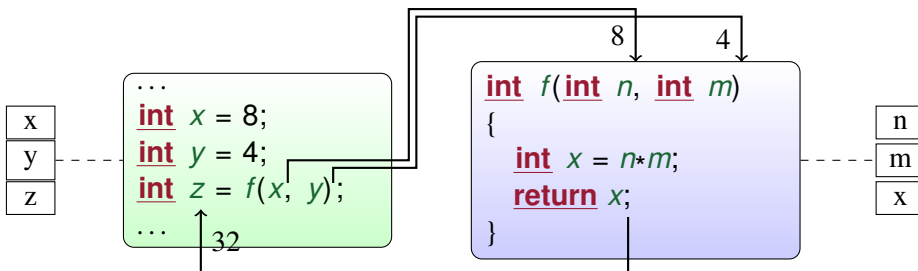 x
y
z
...
int x = 8;
int y = 4;
int z = f(x, y);
...
32
8
4
int f(int n, int m)
{
int x = n*m;
return x;
}
n
m
x